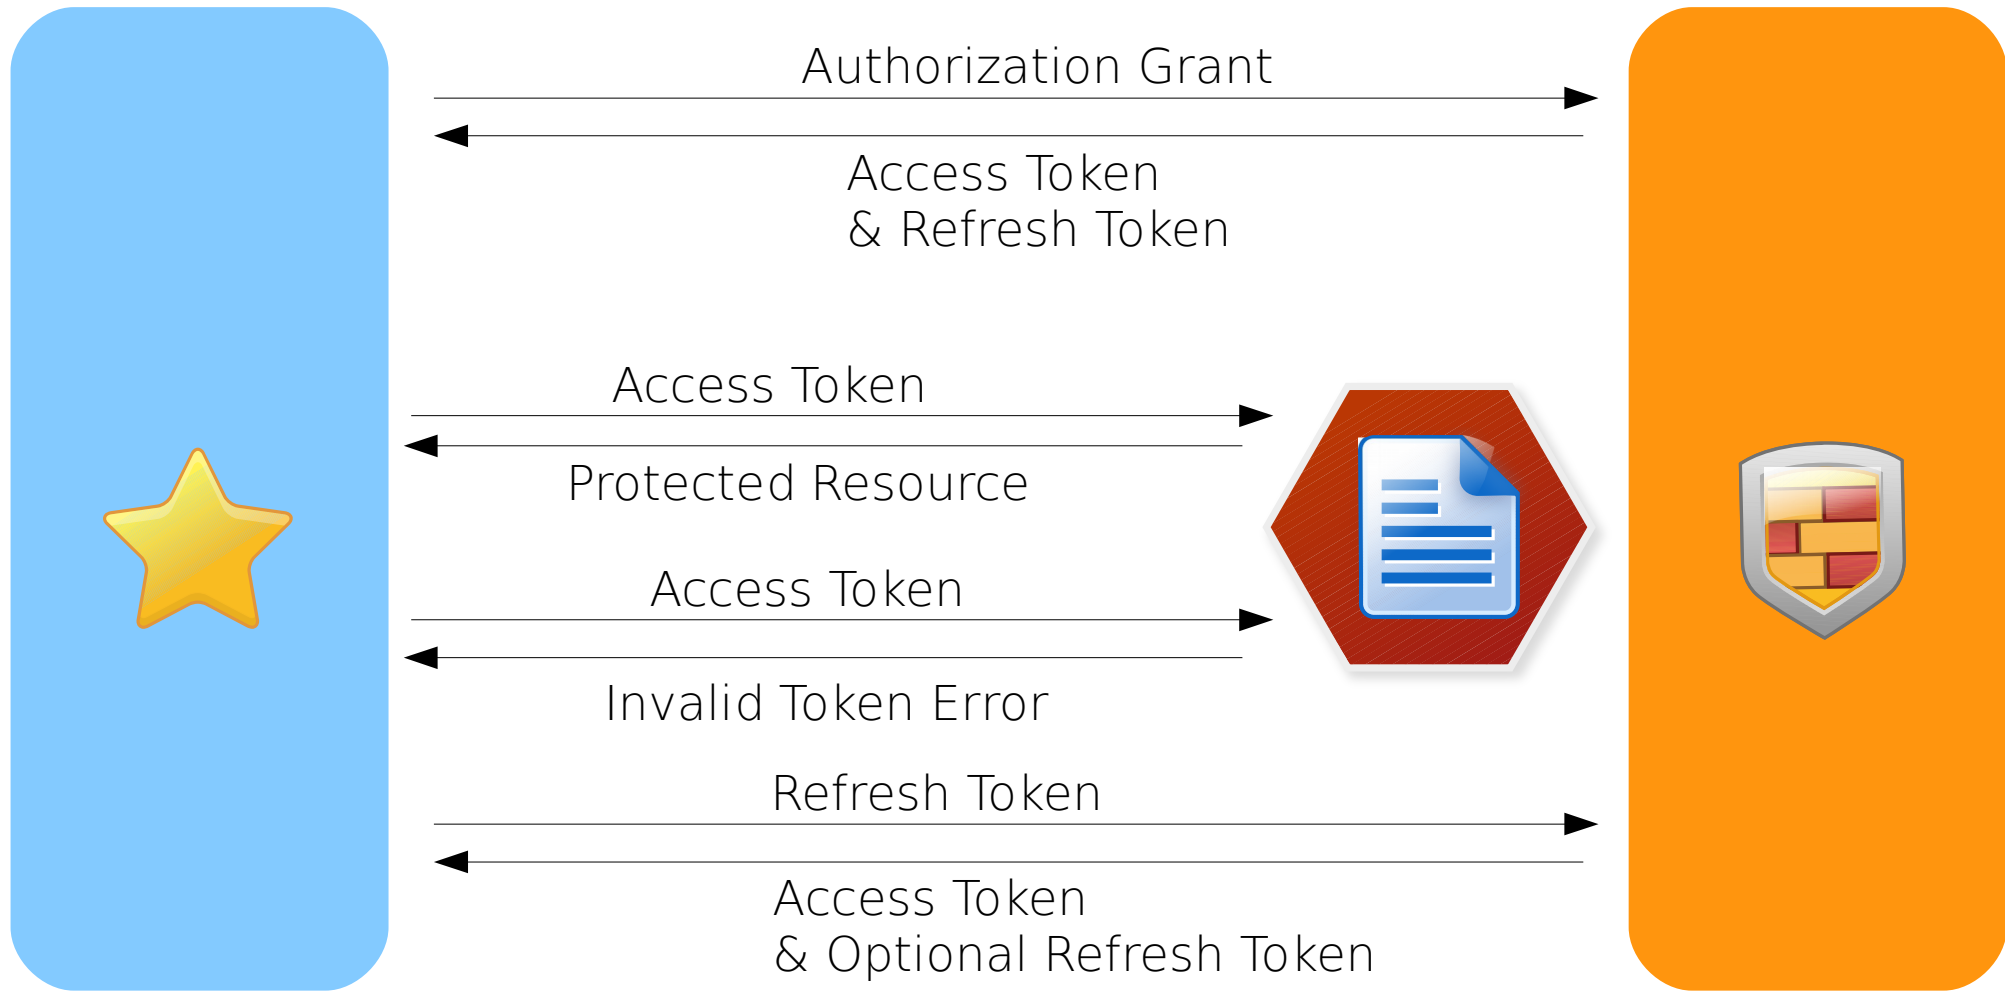 Authorization Grant
Access Token
& Refresh Token
Access Token
Protected Resource
Access Token
Invalid Token Error
Refresh Token
Access Token
& Optional Refresh Token